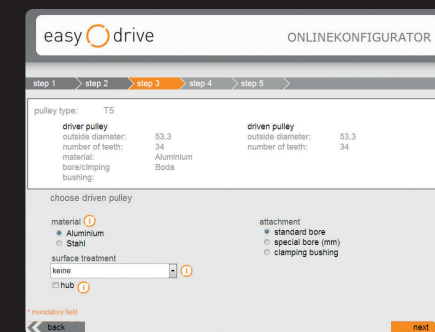 easy drive
ONLINEKONFIGURATOR
step 1 step 2 step 3 step 4 step 5
pulley type: T5
driver pulley driven pulley
outside diameter: 53,3 outside diameter: 53,3
number of teeth: 34 number of teeth: 34
material: Aluminium
bore/clmping Boda
bushing:
choose driven pulley
material i attachment
Aluminium standard bore
Stahl special bore (mm)
clamping bushing
surface treatment
keine i
hub i
* mandatory field
back next